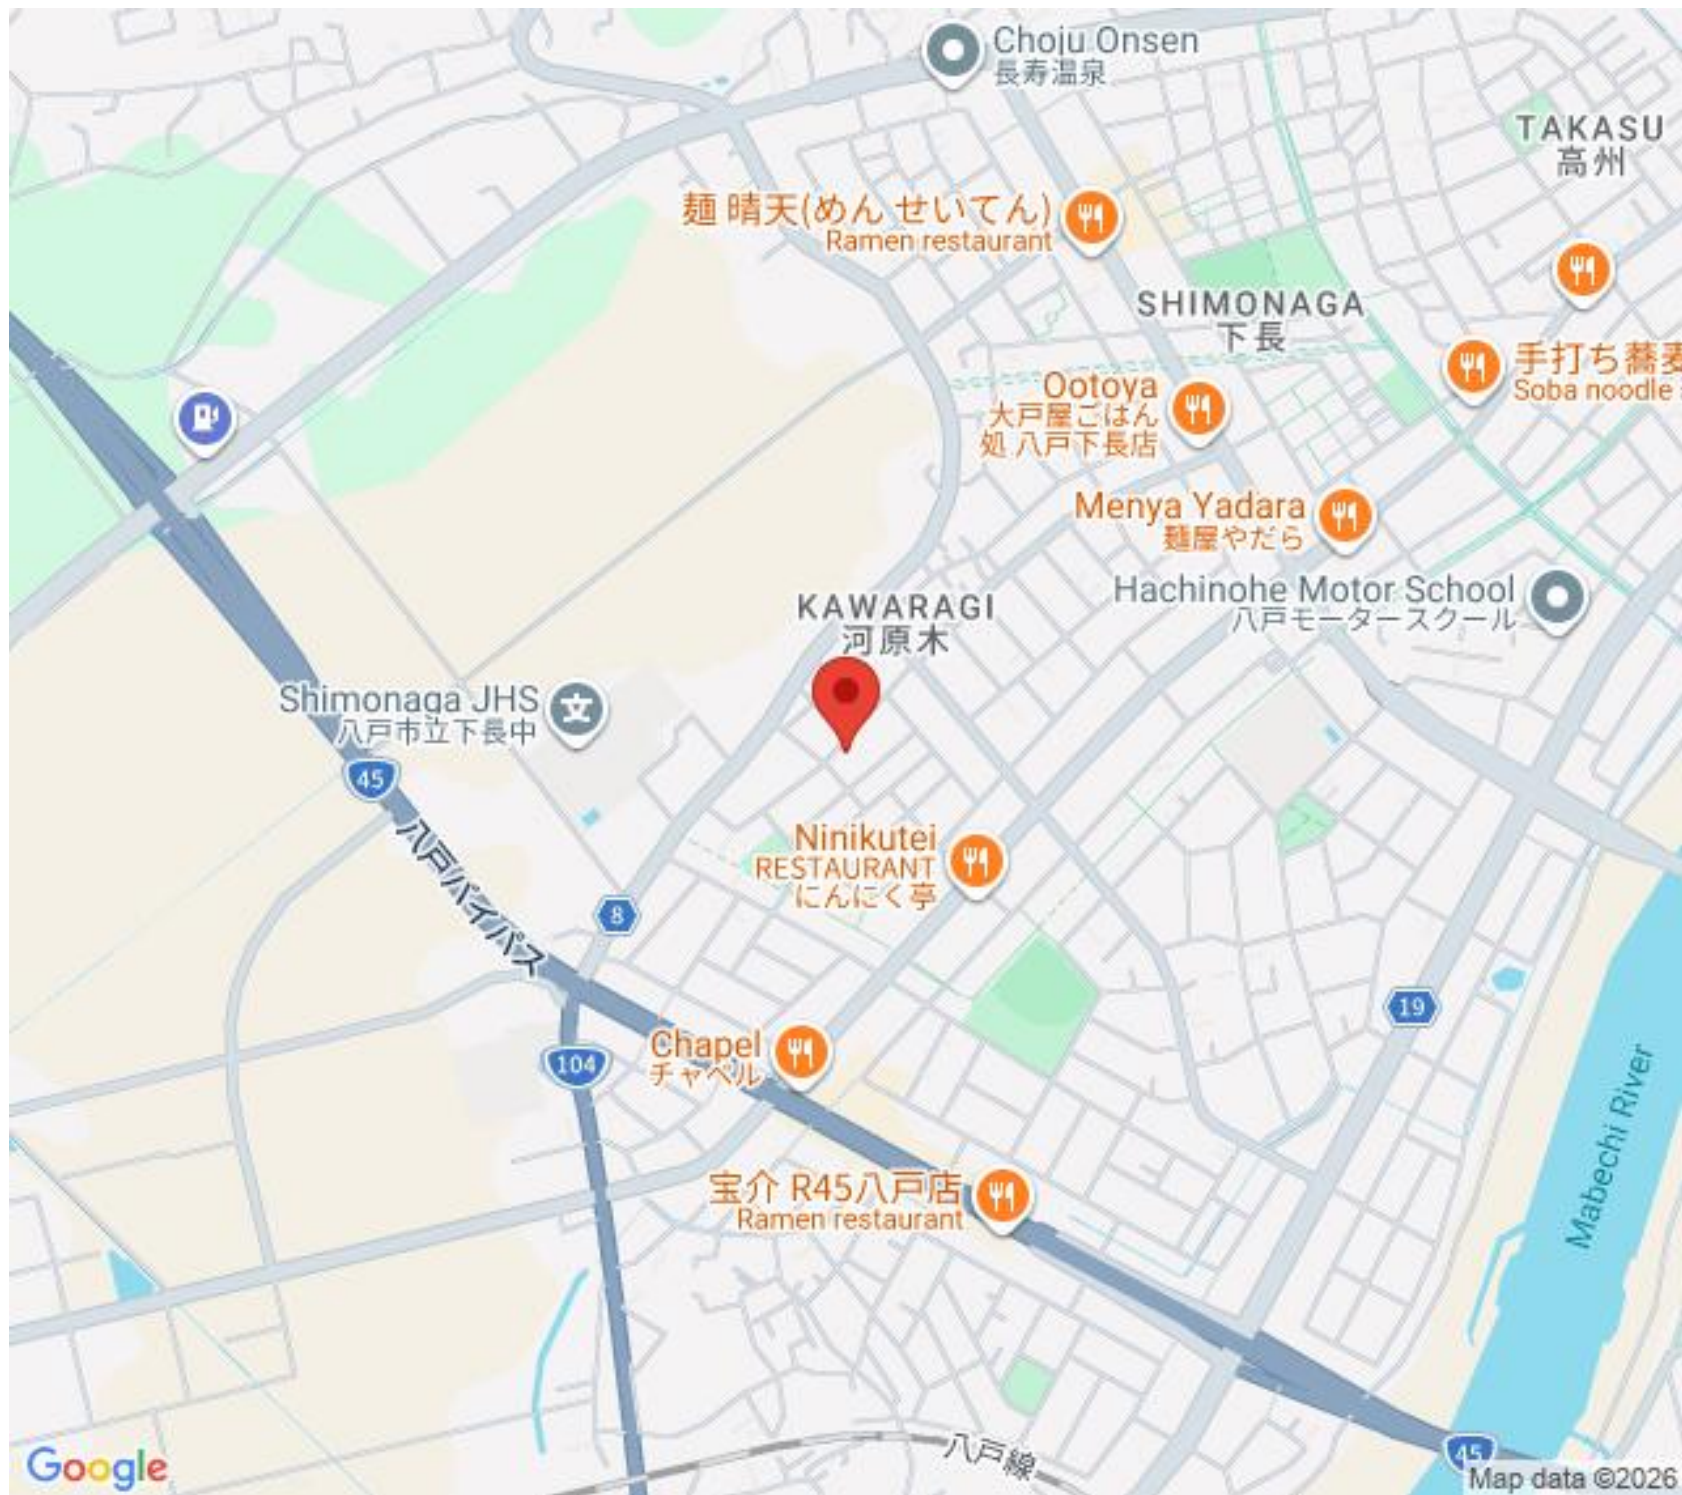 Choju Onsen
長寿温泉
TAKASU
高州
麺 晴天(めん せいてん)
Ramen restaurant
SHIMONAGA
下長
手打ち蕎麦
Soba noodle
Ootoya
大戸屋ごはん
処 八戸下長店
Menya Yadara
麺屋やだら
Hachinohe Motor School
八戸モータースクール
KAWARAGI
河原木
Shimonaga JHS
八戸市立下長中
45
八戸バイパス
Ninikutei
RESTAURANT
にんにく亭
8
19
Chapel
チャペル
104
Mabechi River
宝介 R45八戸店
Ramen restaurant
八戸線
45
Google
Map data ©2026